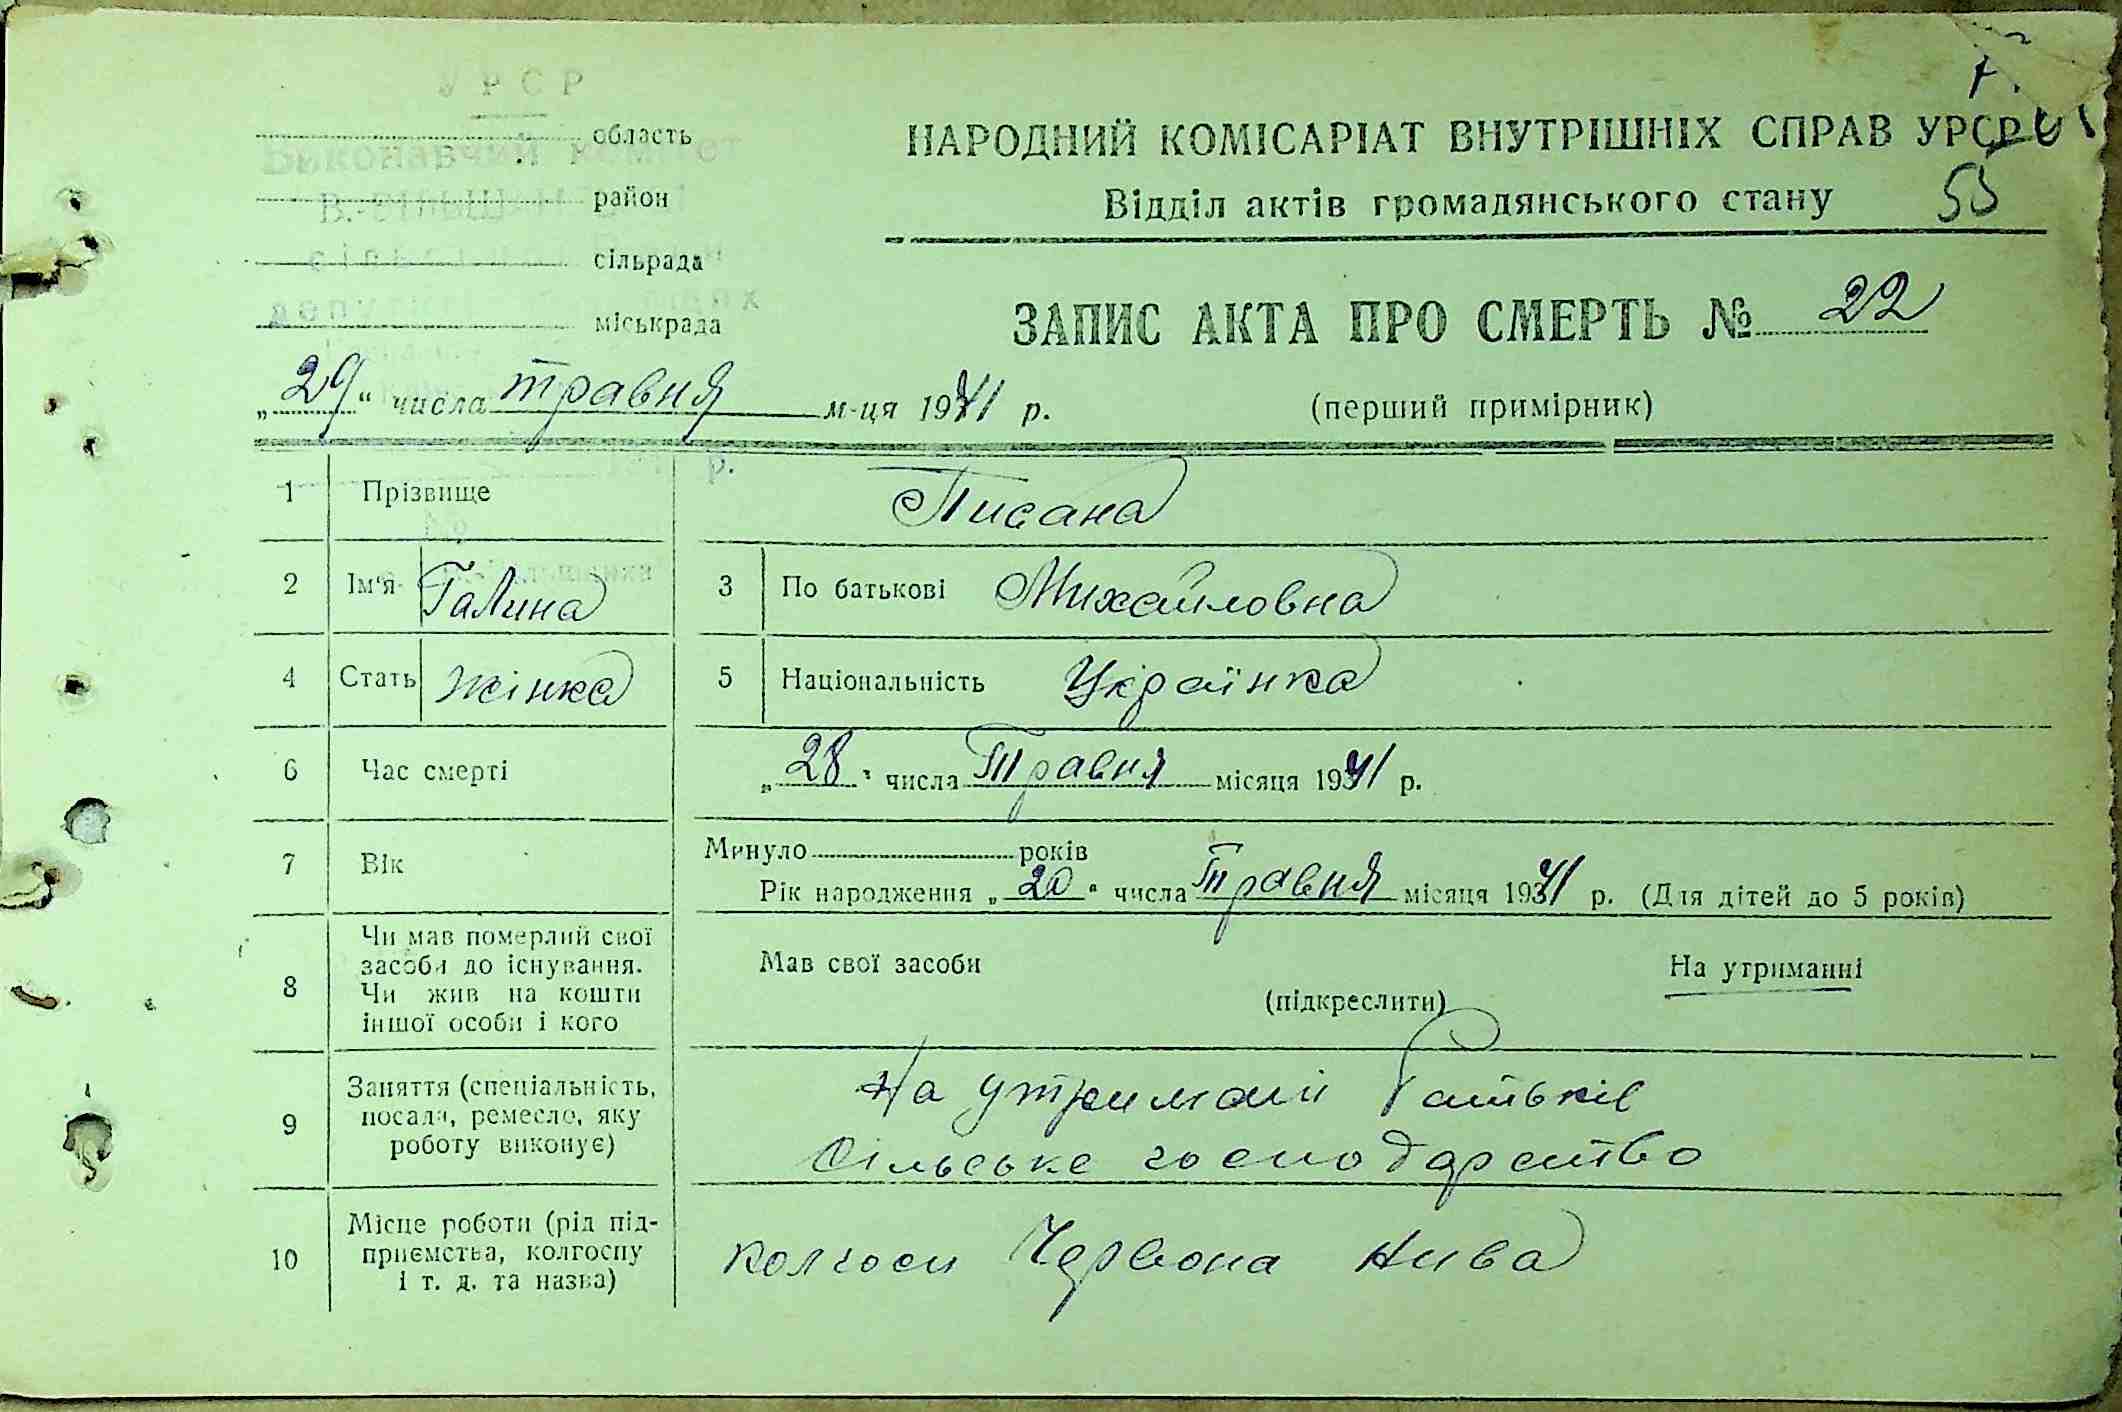 УРСР
область
Виконавчий комітет
район
сільрада
міськрада
НАРОДНИЙ КОМІСАРІАТ ВНУТРІШНІХ СПРАВ УРСР
Відділ актів громадянського стану
53
ЗАПИС АКТА ПРО СМЕРТЬ № 22
„29“ числа травня м-ця 1941 р.
(перший примірник)
1 Прізвище Писана
2 Ім'я Галина 3 По батькові Михайловна
4 Стать жінка 5 Національність Українка
6 Час смерті „28“ числа Травня місяця 1941 р.
7 Вік Минуло років
Рік народження „20“ числа Травня місяця 1941 р. (Для дітей до 5 років)
8 Чи мав померлий свої
засоби до існування.
Чи жив на кошти
іншої особи і кого
Мав свої засоби
(підкреслити)
На утриманні
9 Заняття (спеціальність,
посада, ремесло, яку
роботу виконує)
На утримані батьків
Сільське господарство
10 Місце роботи (рід під-
приємства, колгоспу
і т. д. та назва)
колгосп Червона Нива